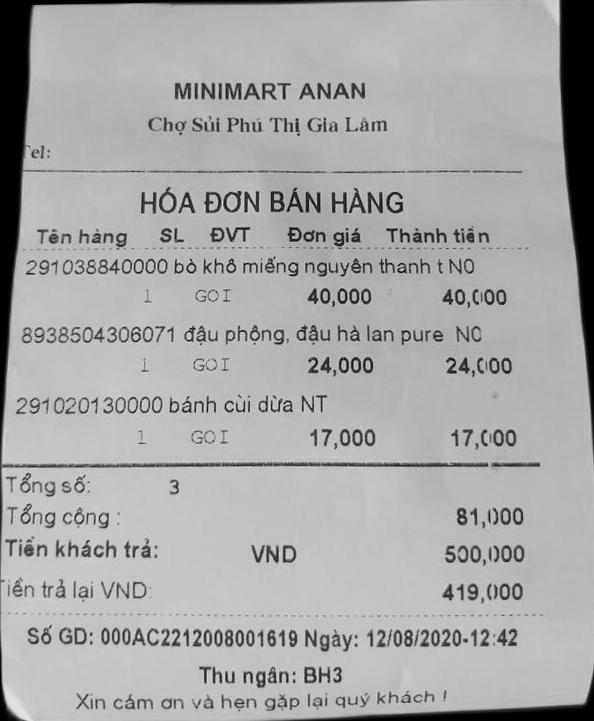 MINIMART ANAN
Chợ Sủi Phú Thị Gia Lâm
Tel:
HÓA ĐƠN BÁN HÀNG
Tên hàng SL ĐVT Đơn giá Thành tiền
291038840000 bò khô miếng nguyên thanh t N0
1 GOI 40,000 40,000
8938504306071 đậu phộng, đậu hà lan pure N0
1 GOI 24,000 24,000
291020130000 bánh cùi dừa NT
1 GOI 17,000 17,000
Tổng số: 3
Tổng cộng : 81,000
Tiền khách trả: VND 500,000
Tiền trả lại VND: 419,000
Số GD: 000AC2212008001619 Ngày: 12/08/2020-12:42
Thu ngân: BH3
Xin cám ơn và hẹn gặp lại quý khách !